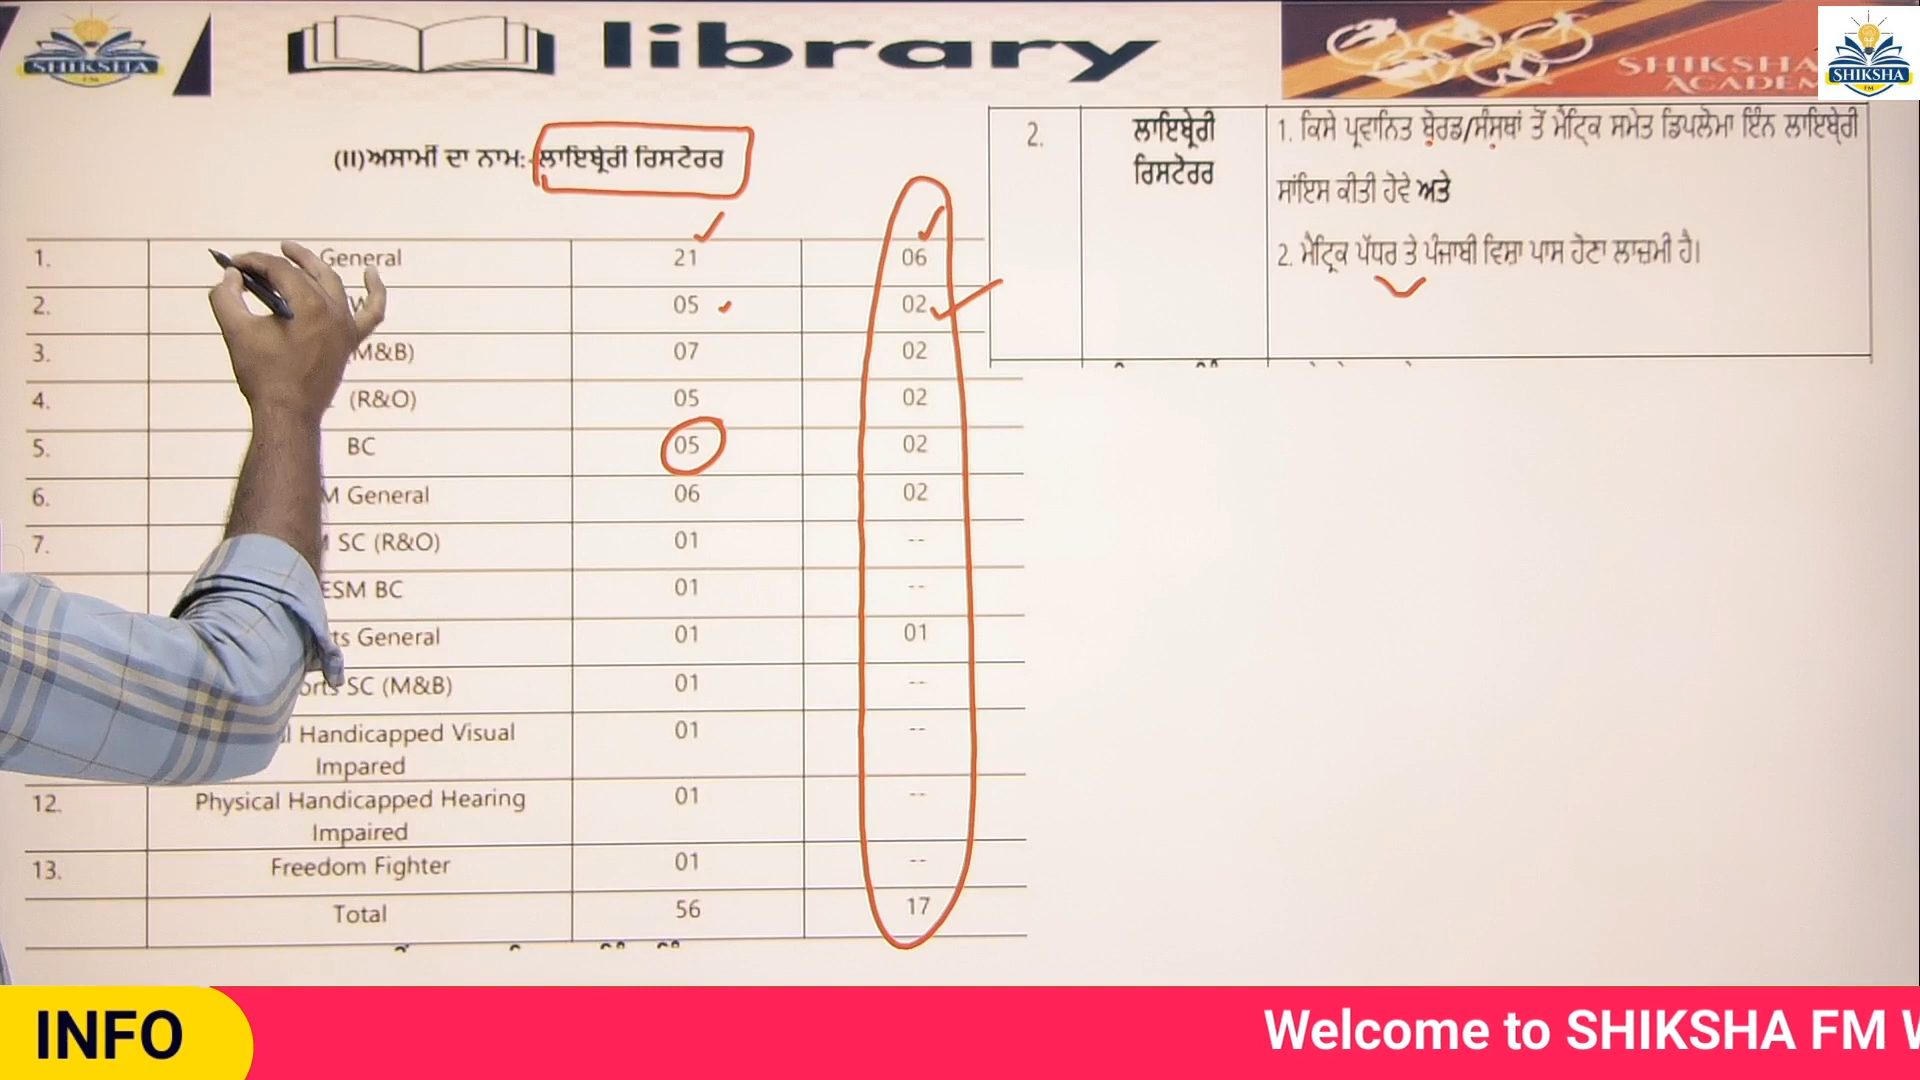 SHIKSHA
library
SHIKSHA
SHIKSHA
FM
(II)ਅਸਾਮੀ ਦਾ ਨਾਮ:-ਲਾਇਬ੍ਰੇਰੀ ਰਿਸਟੋਰਰ
1. General 21 06
2. 05 02
3. (M&B) 07 02
4. (R&O) 05 02
5. BC 05 02
6. General 06 02
7. SC (R&O) 01 --
ESM BC 01 --
General 01 01
SC (M&B) 01 --
Handicapped Visual
Impared 01 --
12. Physical Handicapped Hearing
Impaired 01 --
13. Freedom Fighter 01 --
Total 56 17
2. ਲਾਇਬ੍ਰੇਰੀ
ਰਿਸਟੋਰਰ
1. ਕਿਸੇ ਪ੍ਰਵਾਨਿਤ ਬੋਰਡ/ਸੰਸਥਾਂ ਤੋਂ ਮੈਟ੍ਰਿਕ ਸਮੇਤ ਡਿਪਲੋਮਾ ਇੰਨ ਲਾਇਬ੍ਰੇਰੀ
ਸਾਂਇਸ ਕੀਤੀ ਹੋਵੇ ਅਤੇ
2. ਮੈਟ੍ਰਿਕ ਪੱਧਰ ਤੇ ਪੰਜਾਬੀ ਵਿਸ਼ਾ ਪਾਸ ਹੋਣਾ ਲਾਜ਼ਮੀ ਹੈ।
INFO
Welcome to SHIKSHA FM W